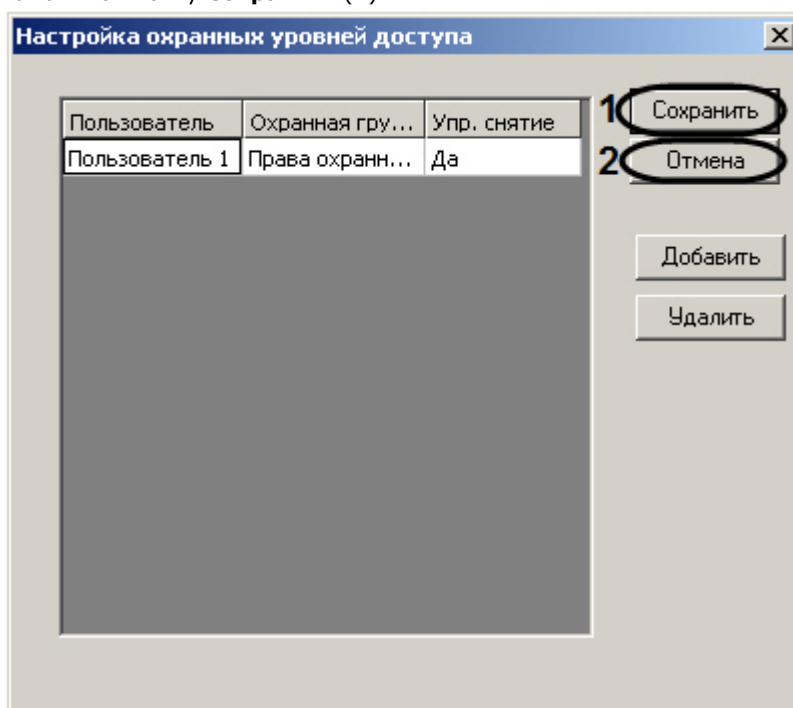 Настройка охранных уровней доступа
Пользователь Охранная гру... Упр. снятие
Пользователь 1 Права охранн... Да
1 Сохранить
2 Отмена
Добавить
Удалить